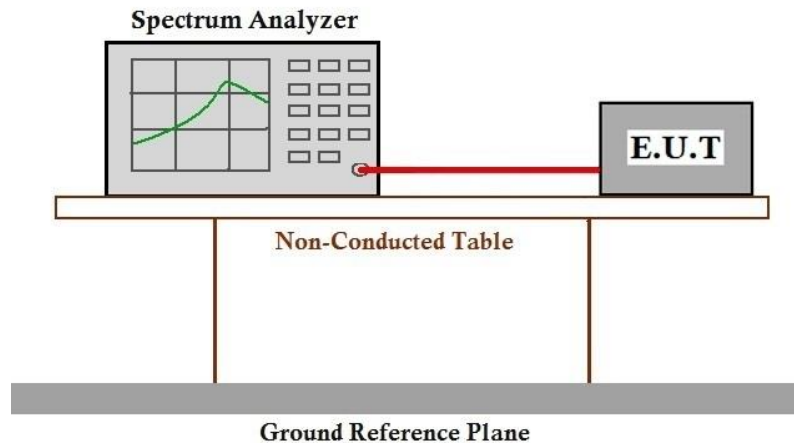 Spectrum Analyzer
E.U.T
Non-Conducted Table
Ground Reference Plane